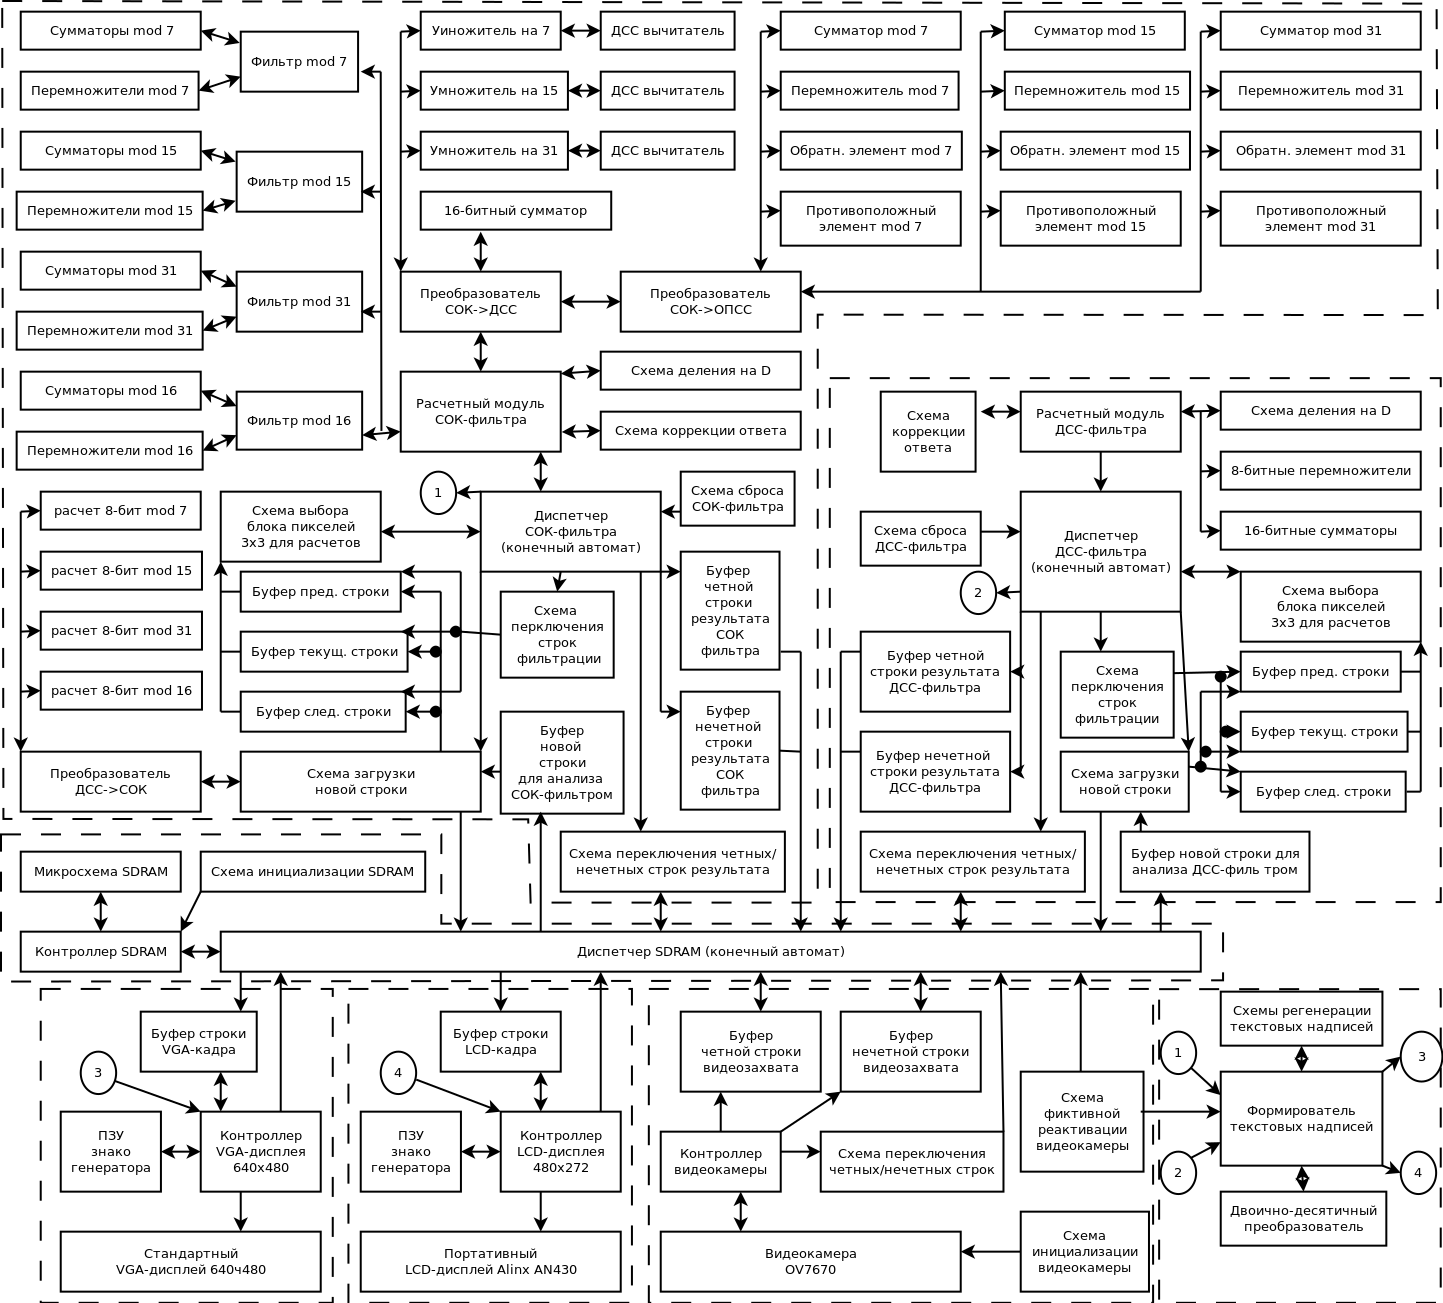 Сумматоры mod 7
Перемножители mod 7
Фильтр mod 7
Сумматоры mod 15
Перемножители mod 15
Фильтр mod 15
Сумматоры mod 31
Перемножители mod 31
Фильтр mod 31
Сумматоры mod 16
Перемножители mod 16
Фильтр mod 16
Уиножитель на 7
ДСС вычитатель
Умножитель на 15
ДСС вычитатель
Умножитель на 31
ДСС вычитатель
16-битный сумматор
Преобразователь
СОК->ДСС
Преобразователь
СОК->ОПСС
Сумматор mod 7
Перемножитель mod 7
Обратн. элемент mod 7
Противоположный
элемент mod 7
Сумматор mod 15
Перемножитель mod 15
Обратн. элемент mod 15
Противоположный
элемент mod 15
Сумматор mod 31
Перемножитель mod 31
Обратн. элемент mod 31
Противоположный
элемент mod 31
Расчетный модуль
СОК-фильтра
Схема деления на D
Схема коррекции ответа
1
Диспетчер
СОК-фильтра
(конечный автомат)
Схема сброса
СОК-фильтра
Схема выбора
блока пикселей
3x3 для расчетов
расчет 8-бит mod 7
расчет 8-бит mod 15
расчет 8-бит mod 31
расчет 8-бит mod 16
Буфер пред. строки
Буфер текущ. строки
Буфер след. строки
Схема
перключения
строк
фильтрации
Буфер
четной
строки
результата
СОК
фильтра
Буфер
нечетной
строки
результата
СОК
фильтра
Буфер
новой
строки
для анализа
СОК-фильтром
Преобразователь
ДСС->СОК
Схема загрузки
новой строки
Схема переключения четных/
нечетных строк результата
Схема
коррекции
ответа
Расчетный модуль
ДСС-фильтра
Схема деления на D
8-битные перемножители
16-битные сумматоры
Схема сброса
ДСС-фильтра
Диспетчер
ДСС-фильтра
(конечный автомат)
2
Схема выбора
блока пикселей
3x3 для расчетов
Буфер четной
строки результата
ДСС-фильтра
Буфер нечетной
строки результата
ДСС-фильтра
Схема
перключения
строк
фильтрации
Буфер пред. строки
Буфер текущ. строки
Буфер след. строки
Схема загрузки
новой строки
Схема переключения четных/
нечетных строк результата
Буфер новой строки для
анализа ДСС-филь тром
Микросхема SDRAM
Схема инициализации SDRAM
Контроллер SDRAM
Диспетчер SDRAM (конечный автомат)
Буфер строки
VGA-кадра
3
ПЗУ
знако
генератора
Контроллер
VGA-дисплея
640x480
Стандартный
VGA-дисплей 640ч480
Буфер строки
LCD-кадра
4
ПЗУ
знако
генератора
Контроллер
LCD-дисплея
480x272
Портативный
LCD-дисплей Alinx AN430
Буфер
четной строки
видеозахвата
Буфер
нечетной строки
видеозахвата
Контроллер
видеокамеры
Схема переключения
четных/нечетных строк
Видеокамера
OV7670
Схема
фиктивной
реактивации
видеокамеры
Схема
инициализации
видеокамеры
Схемы регенерации
текстовых надписей
1
3
Формирователь
текстовых надписей
2
4
Двоично-десятичный
преобразователь